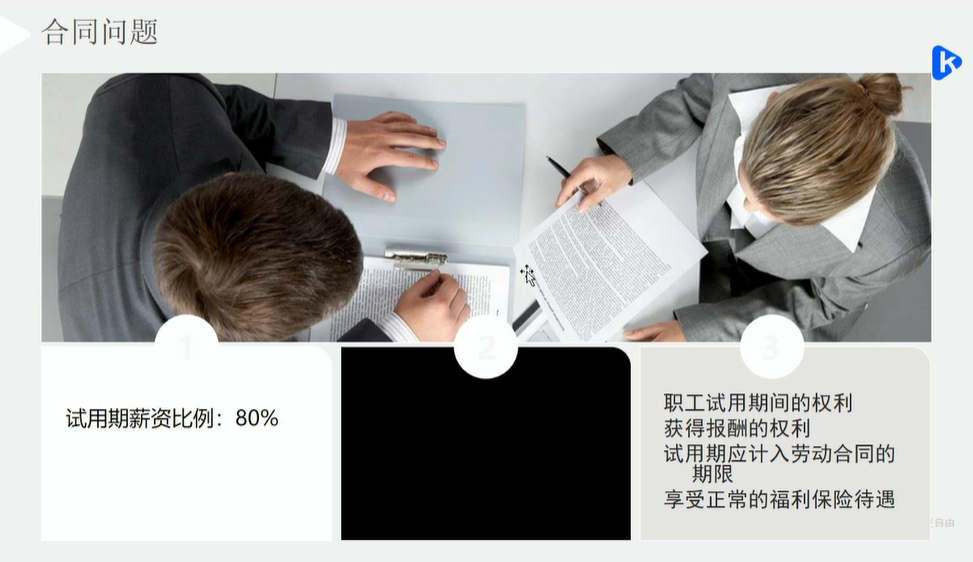 合同问题
1
2
3
试用期薪资比例：80%
职工试用期间的权利
获得报酬的权利
试用期应计入劳动合同的
期限
享受正常的福利保险待遇
自由